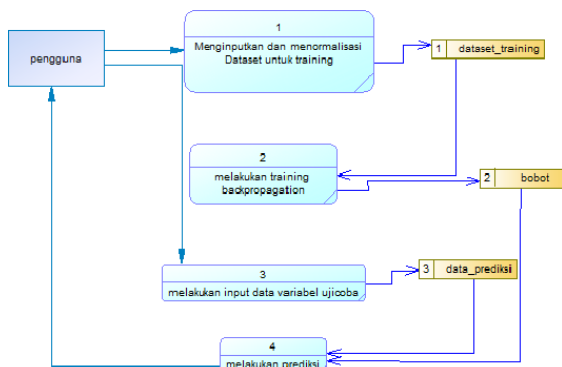 pengguna
1
Menginputkan dan menormalisasi
Dataset untuk training
1 dataset_training
2
melakukan training
backpropagation
2 bobot
3
melakukan input data variabel ujicoba
3 data_prediksi
4
melakukan prediksi